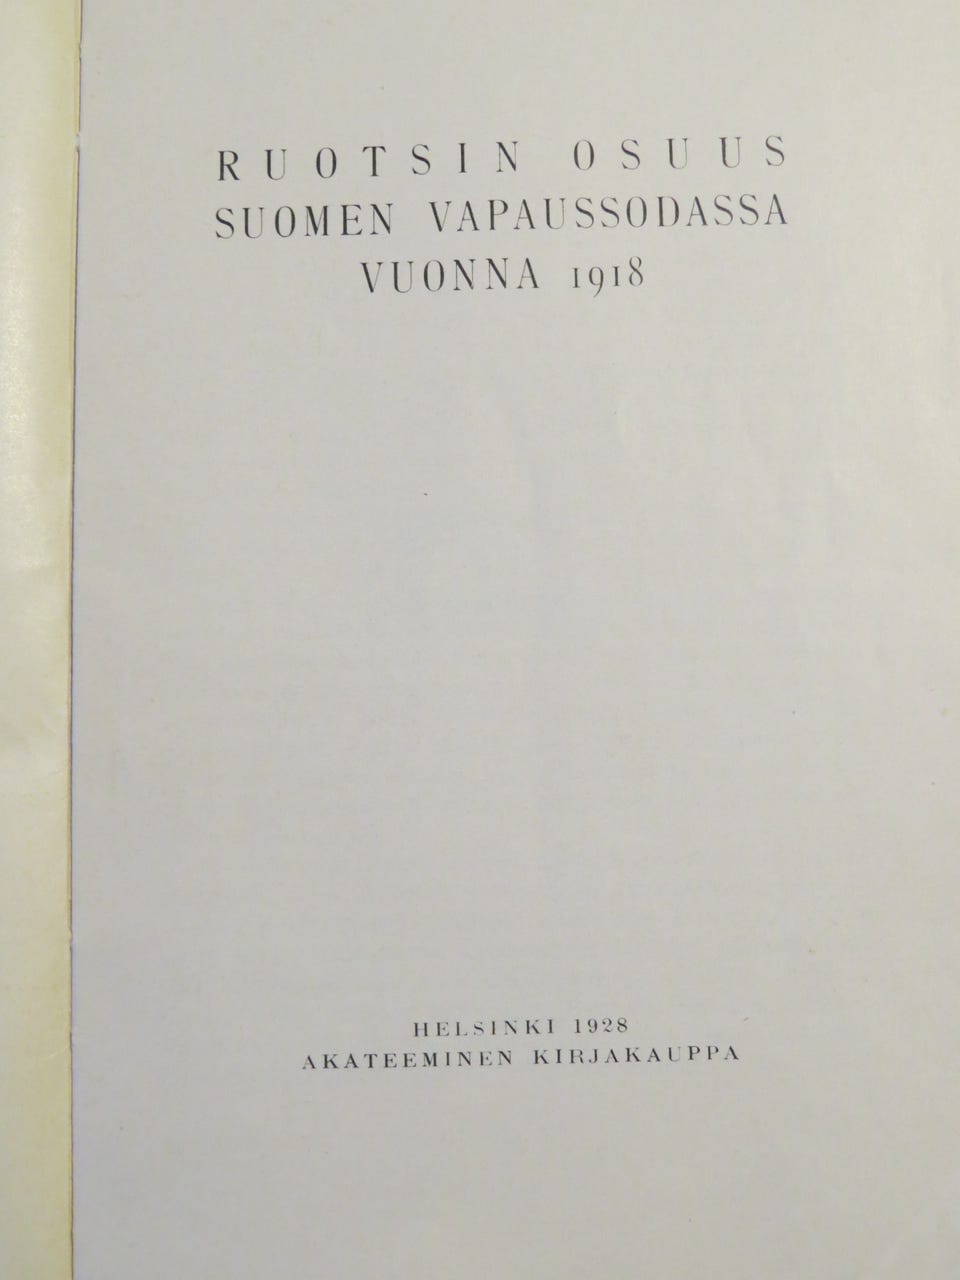 RUOTSIN OSUUS
SUOMEN VAPAUSSODASSA
VUONNA 1918
HELSINKI 1928
AKATEEMINEN KIRJAKAUPPA